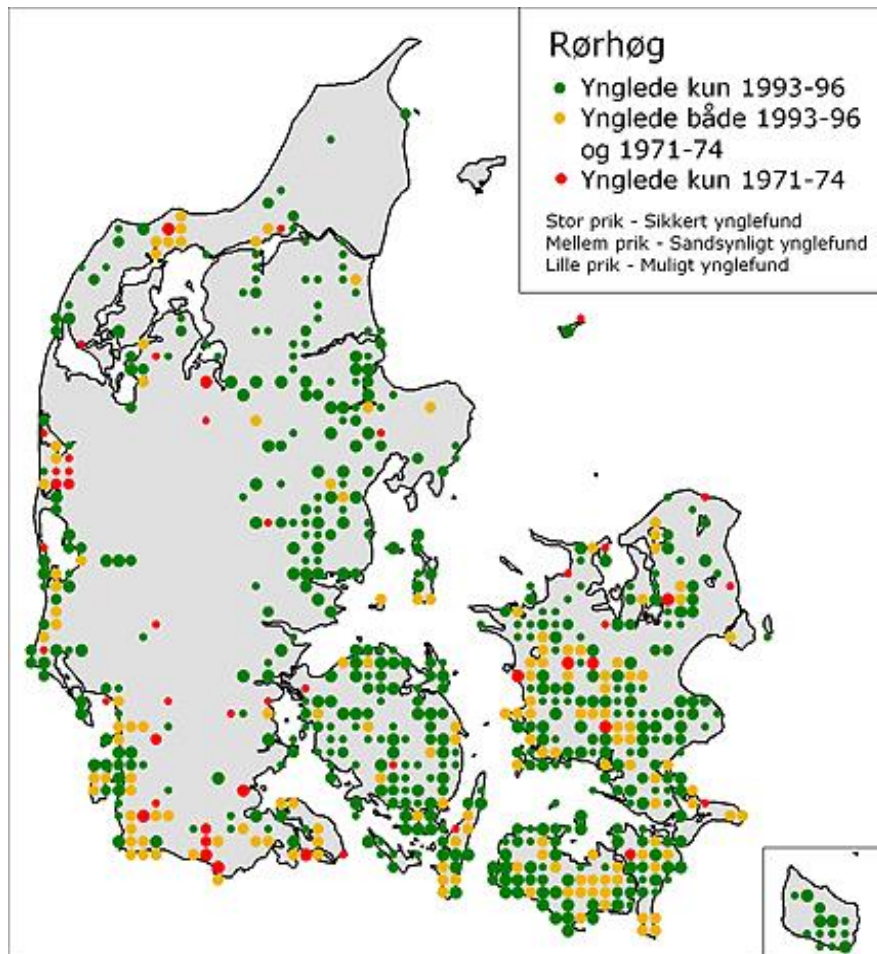 Rørhøg
Ynglede kun 1993-96
Ynglede både 1993-96
og 1971-74
Ynglede kun 1971-74
Stor prik - Sikkert ynglefund
Mellem prik - Sandsynligt ynglefund
Lille prik - Muligt ynglefund